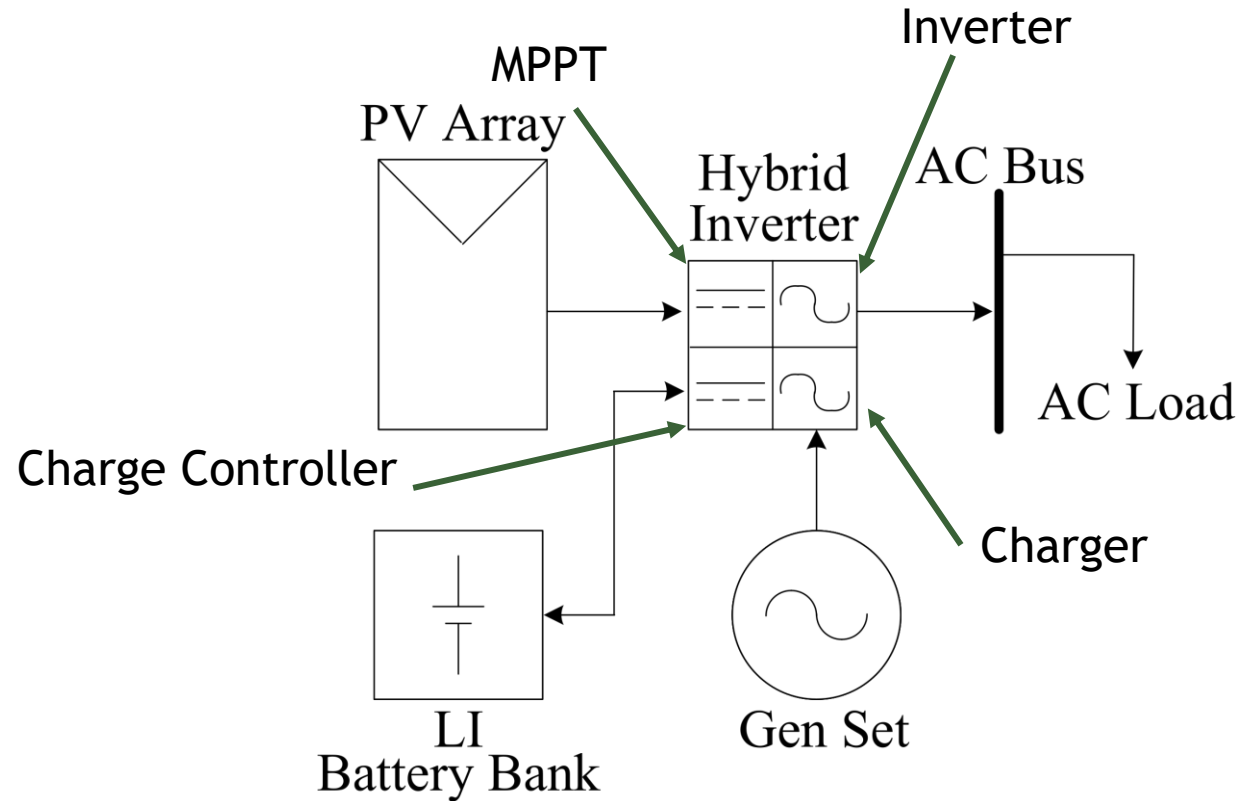 Inverter
MPPT
PV Array
Hybrid
Inverter
AC Bus
AC Load
Charge Controller
Charger
LI
Battery Bank
Gen Set